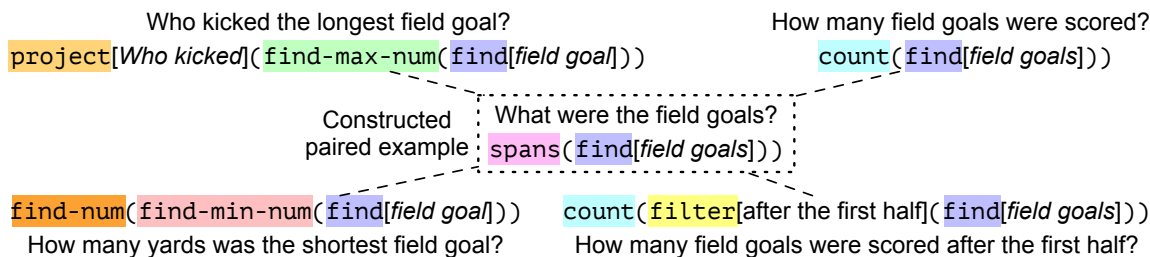 Who kicked the longest field goal?
project[Who kicked](find-max-num(find[field goal]))
How many field goals were scored?
count(find[field goals]))
Constructed
paired example
What were the field goals?
spans(find[field goals]))
find-num(find-min-num(find[field goal]))
How many yards was the shortest field goal?
count(filter[after the first half](find[field goals]))
How many field goals were scored after the first half?